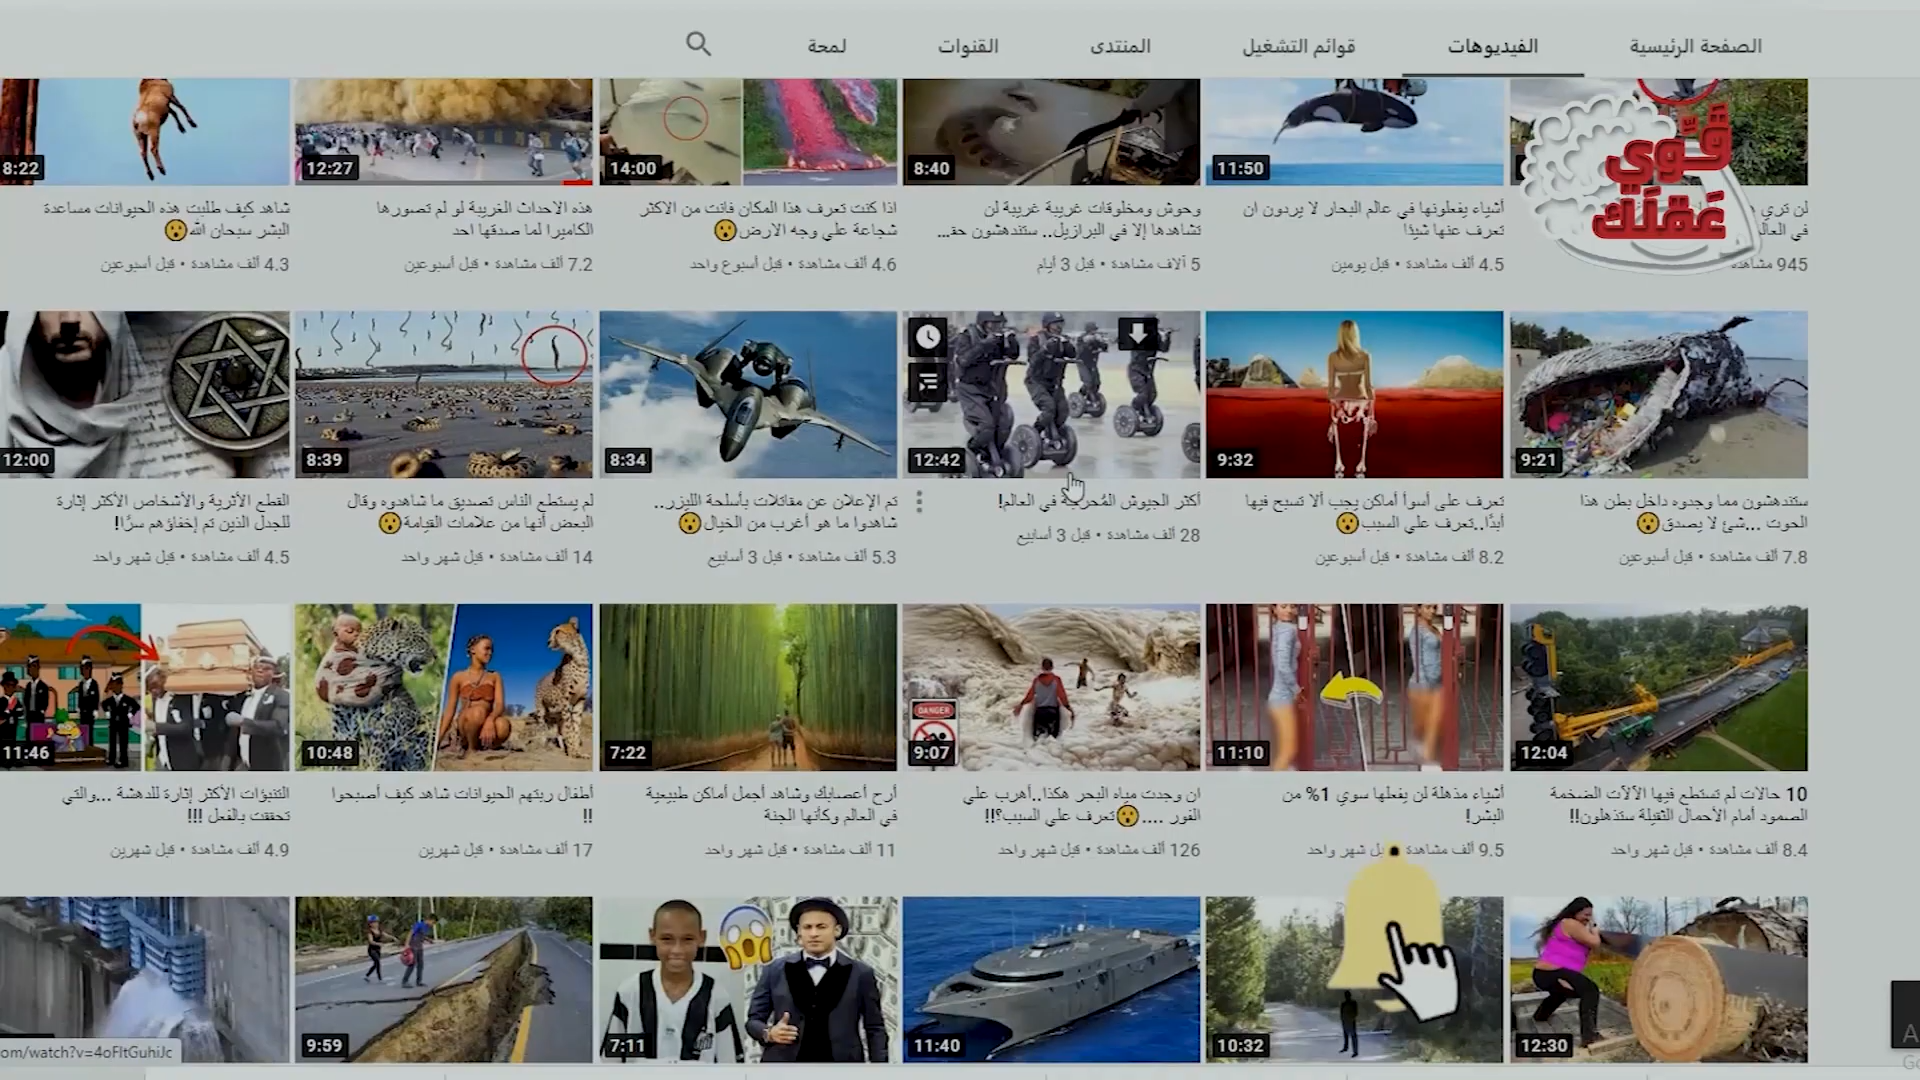 الصفحة الرئيسية
الفيديوهات
قوائم التشغيل
المنتدى
القنوات
لمحة
قوّي
عقلك
11:50
8:40
14:00
12:27
8:22
لن تري
في العال
945 مشاهدة
أشياء يفعلونها في عالم البحار لا يردون ان
تعرف عنها شيئا
4.5 ألف مشاهدة • قبل يومين
وحوش ومخلوقات غريبة غريبة لن
تشاهدها إلا في البرازيل.. ستندهشون حقـ...
5 آلاف مشاهدة • قبل 3 أيام
اذا كنت تعرف هذا المكان فانت من الاكثر
شجاعة علي وجه الارض😮
4.6 ألف مشاهدة • قبل أسبوع واحد
هذه الاحداث الغريبة لو لم تصورها
الكاميرا لما صدقها احد
7.2 ألف مشاهدة • قبل أسبوعين
شاهد كيف طلبت هذه الحيوانات مساعدة
البشر سبحان الله😮
4.3 ألف مشاهدة • قبل أسبوعين
9:21
9:32
12:42
8:34
8:39
12:00
ستندهشون مما وجدوه داخل بطن هذا
الحوت ...شئ لا يصدق😮
7.8 ألف مشاهدة • قبل أسبوعين
تعرف على أسوأ أماكن يجب ألا تسبح فيها
أبدًا..تعرف علي السبب😮
8.2 ألف مشاهدة • قبل أسبوعين
أكثر الجيوش في العالم!
28 ألف مشاهدة • قبل 3 أسابيع
تم الإعلان عن مقاتلات بأسلحة الليزر..
شاهدوا ما هو أغرب من الخيال😮
5.3 ألف مشاهدة • قبل 3 أسابيع
لم يستطع الناس تصديق ما شاهدوه وقال
البعض أنها من علامات القيامة😮
14 ألف مشاهدة • قبل شهر واحد
القطع الأثرية والأشخاص الأكثر إثارة
للجدل الذين تم إخفاؤهم سرًّا!
4.5 ألف مشاهدة • قبل شهر واحد
12:04
11:10
DANGER
9:07
7:22
10:48
11:46
10 حالات لم تستطع فيها الآلآت الضخمة
الصمود أمام الأحمال الثقيلة ستذهلون!!
8.4 ألف مشاهدة • قبل شهر واحد
أشياء مذهلة لن يفعلها سوي 1% من
البشر!
9.5 ألف مشاهدة قبل شهر واحد
ان وجدت مياه البحر هكذا..أهرب علي
الفور ....😮تعرف علي السبب؟!!
126 ألف مشاهدة • قبل شهر واحد
أرح أعصابك وشاهد أجمل أماكن طبيعية
في العالم وكأنها الجنة
11 ألف مشاهدة • قبل شهر واحد
أطفال ربتهم الحيوانات شاهد كيف أصبحوا
!!
17 ألف مشاهدة • قبل شهرين
التنبؤات الأكثر إثارة للدهشة ...والتي
تحققت بالفعل !!!
4.9 ألف مشاهدة • قبل شهرين
12:30
10:32
11:40
7:11
9:59
om/watch?v=4oFltGuhiJc